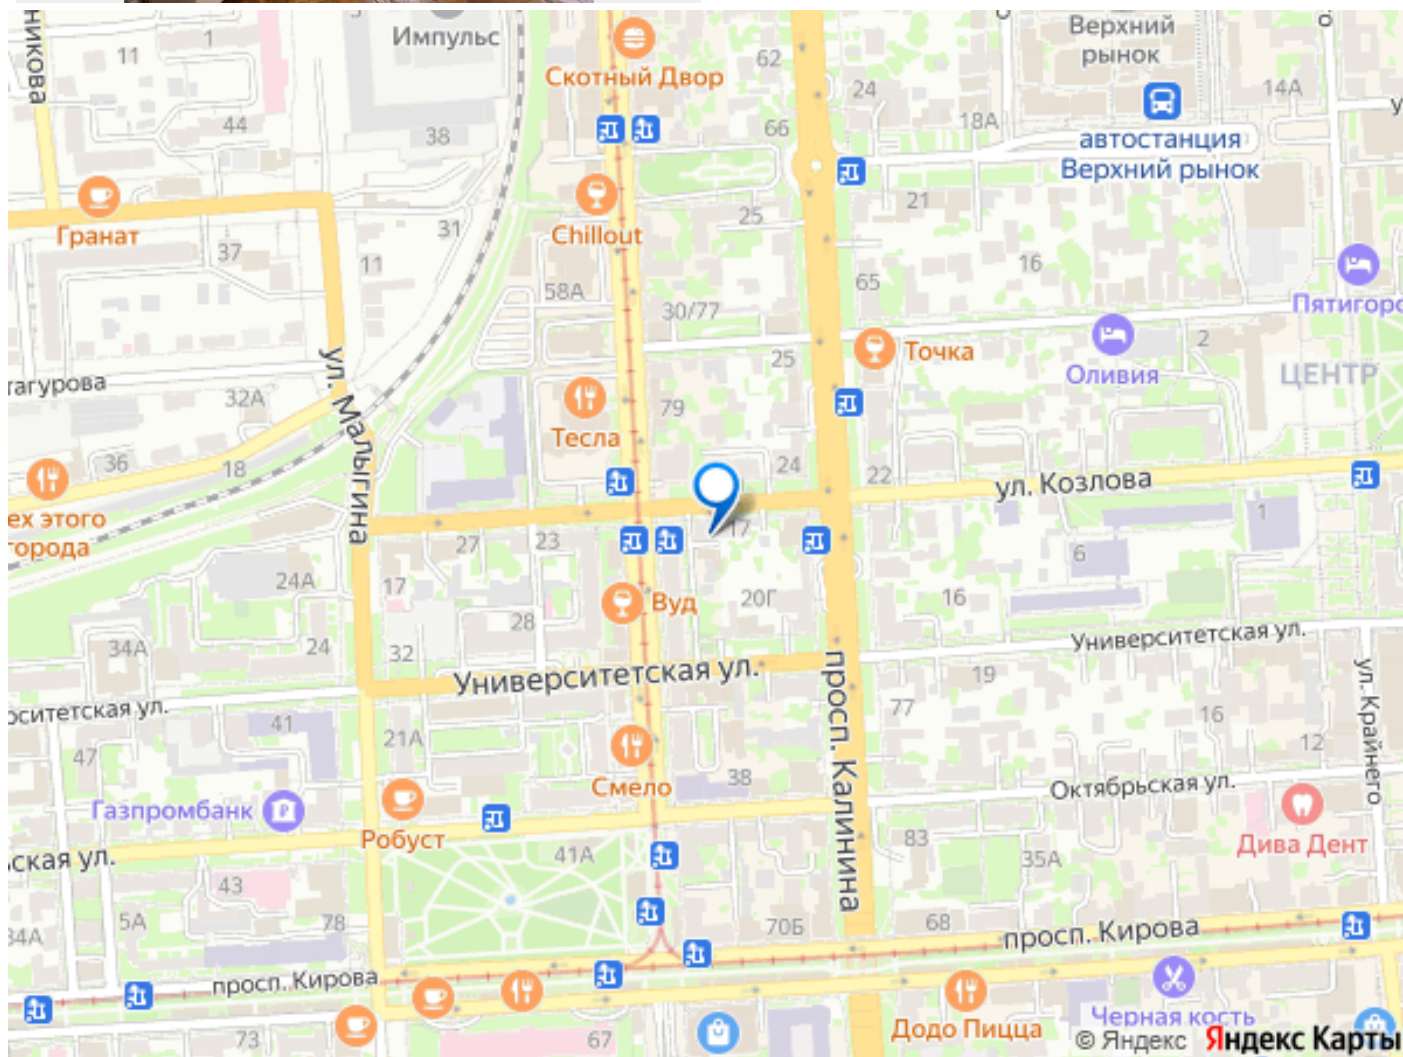 Импульс
Верхний
рынок
никова
11
1
Скотный Двор
62
24
14А
44
38
66
18А
автостанция
Верхний рынок
Гранат
Chillout
25
21
31
37
11
16
65
58А
30/77
Пятигорс
ул. Малыгина
25
Точка
2
Оливия
ЦЕНТР
тагурова
32А
79
Тесла
36
18
24
22
ул. Козлова
ех этого
города
27
23
17
1
6
24А
17
Вуд
20Г
16
28
34А
24
32
Университетская ул.
Университетская ул.
19
рситетская ул.
41
77
16
ул. Крайнего
47
21А
просп. Калинина
12
Смело
38
Октябрьская ул.
Газпромбанк
Робуст
83
Дива Дент
ская ул.
41А
35А
43
5А
78
34А
70Б
68
просп. Кирова
просп. Кирова
Додо Пицца
Черная кость
73
67
© Яндекс Яндекс Карты